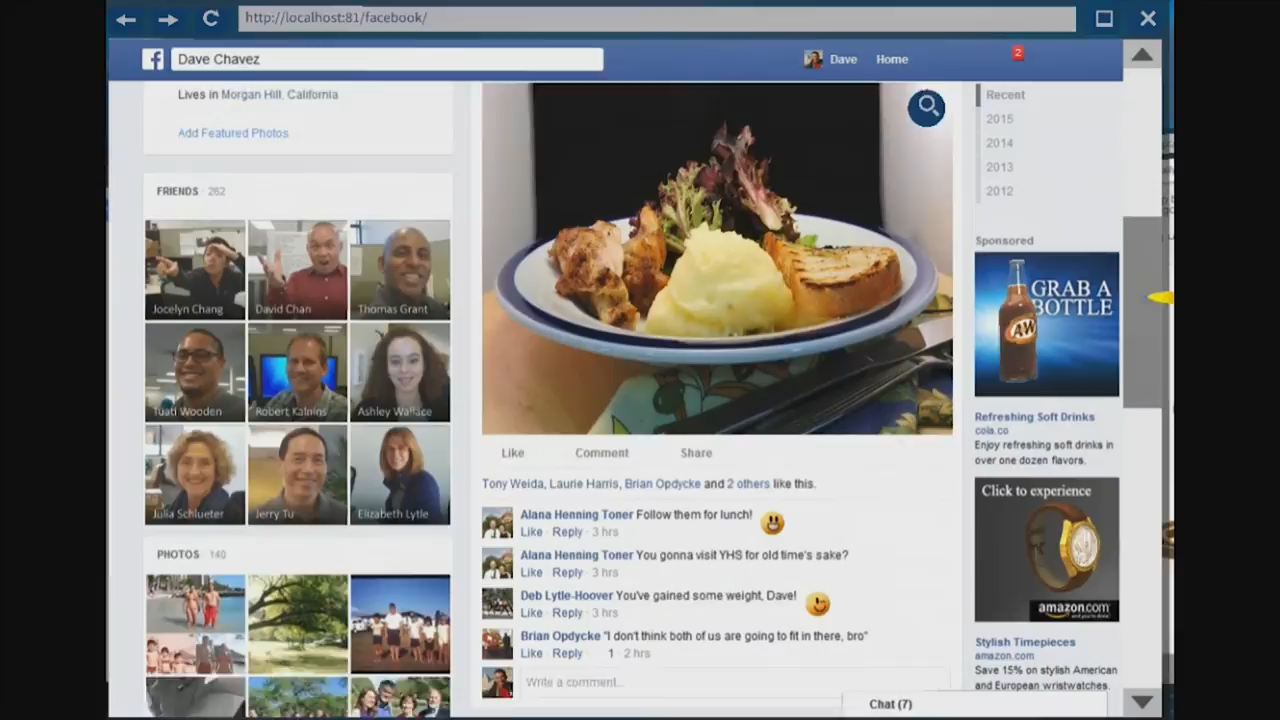 http://localhost:81/facebook/
f Dave Chavez Dave Home 2
Lives in Morgan Hill, California
Add Featured Photos
FRIENDS · 262
Jocelyn Chang David Chan Thomas Grant
Tuati Wooden Robert Kalnins Ashley Wallace
Julia Schlueter Jerry Tu Elizabeth Lytle
PHOTOS · 140
Like Comment Share
Tony Weida, Laurie Harris, Brian Opdycke and 2 others like this.
Alana Henning Toner Follow them for lunch!
Like · Reply · 3 hrs
Alana Henning Toner You gonna visit YHS for old time's sake?
Like · Reply · 3 hrs
Deb Lytle-Hoover You've gained some weight, Dave!
Like · Reply · 3 hrs
Brian Opdycke "I don't think both of us are going to fit in there, bro"
Like · Reply · 1 · 2 hrs
Write a comment...
Recent
2015
2014
2013
2012
Sponsored
GRAB A
BOTTLE
A&W
Refreshing Soft Drinks
cola.co
Enjoy refreshing soft drinks in
over one dozen flavors.
Click to experience
amazon.com
and you're done.
Stylish Timepieces
amazon.com
Save 15% on stylish American
and European wristwatches.
Chat (7)